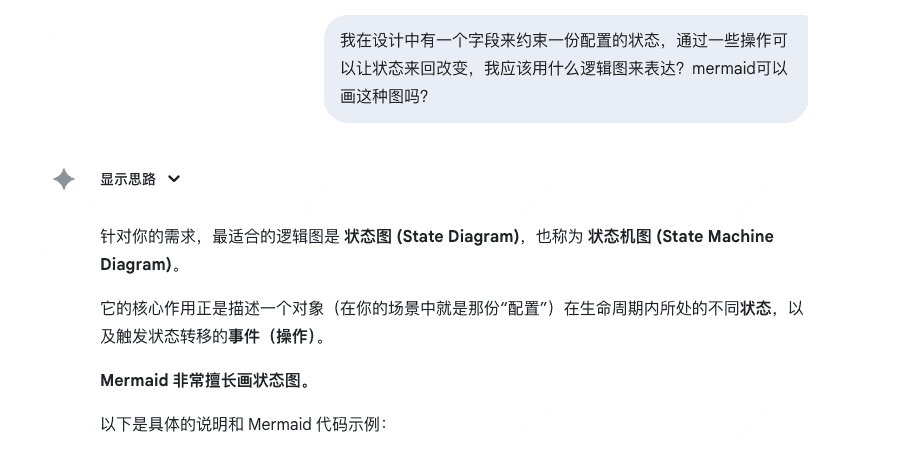 我在设计中有一个字段来约束一份配置的状态，通过一些操作可
以让状态来回改变，我应该用什么逻辑图来表达？mermaid可以
画这种图吗？
显示思路
针对你的需求，最适合的逻辑图是 状态图 (State Diagram)，也称为 状态机图 (State Machine
Diagram)。
它的核心作用正是描述一个对象（在你的场景中就是那份“配置”）在生命周期内所处的不同状态，以
及触发状态转移的事件（操作）。
Mermaid 非常擅长画状态图。
以下是具体的说明和 Mermaid 代码示例：